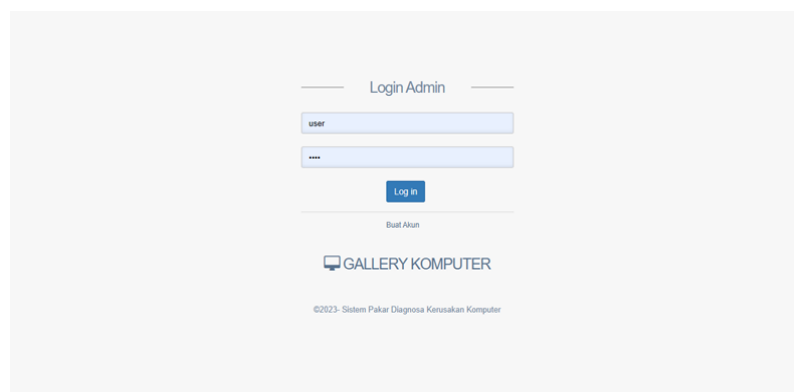 Login Admin
user
••••
Log in
Buat Akun
GALLERY KOMPUTER
©2023- Sistem Pakar Diagnosa Kerusakan Komputer